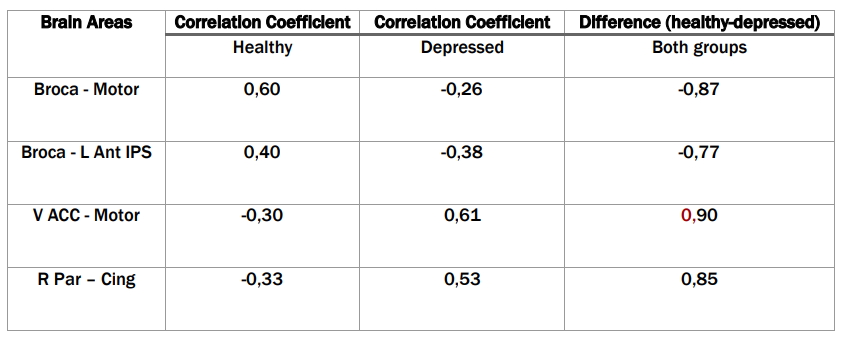 Brain Areas Correlation Coefficient Correlation Coefficient Difference (healthy-depressed)
Healthy Depressed Both groups
Broca - Motor 0,60 -0,26 -0,87
Broca - L Ant IPS 0,40 -0,38 -0,77
V ACC - Motor -0,30 0,61 0,90
R Par – Cing -0,33 0,53 0,85